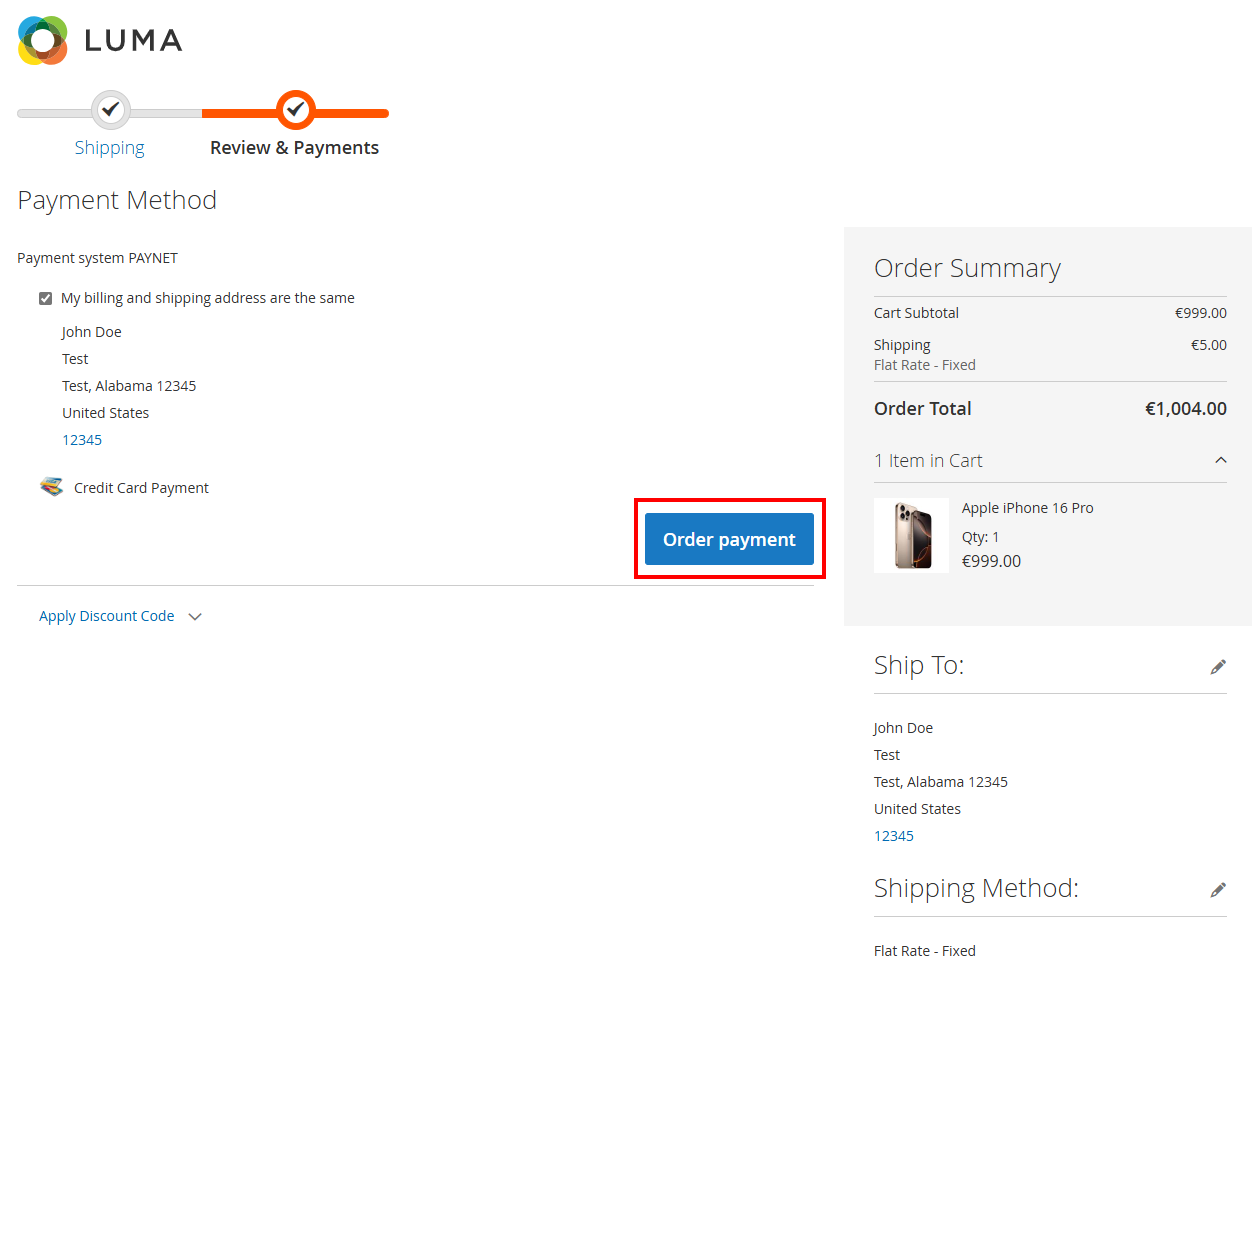 LUMA
Shipping
Review & Payments
Payment Method
Payment system PAYNET
My billing and shipping address are the same
John Doe
Test
Test, Alabama 12345
United States
12345
Credit Card Payment
Order payment
Apply Discount Code
Order Summary
Cart Subtotal €999.00
Shipping €5.00
Flat Rate - Fixed
Order Total €1,004.00
1 Item in Cart
Apple iPhone 16 Pro
Qty: 1
€999.00
Ship To:
John Doe
Test
Test, Alabama 12345
United States
12345
Shipping Method:
Flat Rate - Fixed